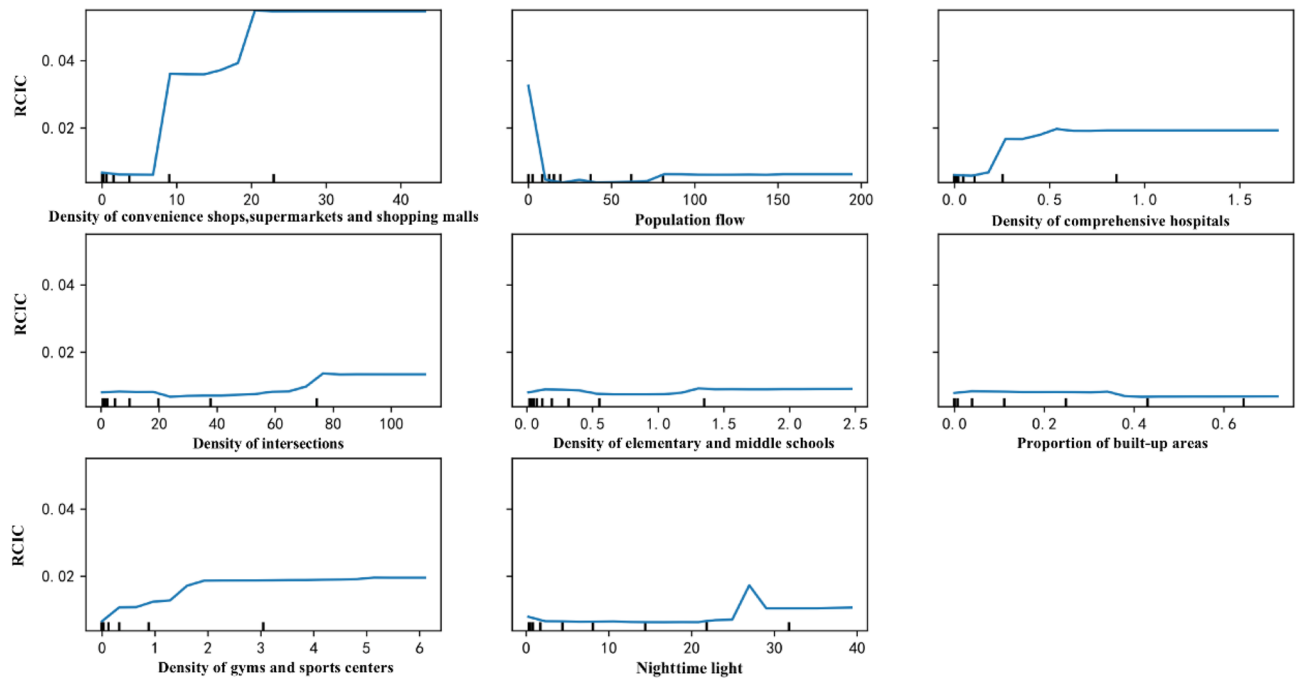 RCIC
0. 04
0. 02
0 10 20 30 40
0 50 100 150 200
0. 0 0. 5 1. 0 1. 5
Density of convenience shops,supermarkets and shopping malls
Population flow
Density of comprehensive hospitals
RCIC
0. 04
0. 02
0 20 40 60 80 100
0. 0 0. 5 1. 0 1. 5 2. 0 2. 5
0. 0 0. 2 0. 4 0. 6
Density of intersections
Density of elementary and middle schools
Proportion of built-up areas
RCIC
0. 04
0. 02
0 1 2 3 4 5 6
0 10 20 30 40
Density of gyms and sports centers
Nighttime light